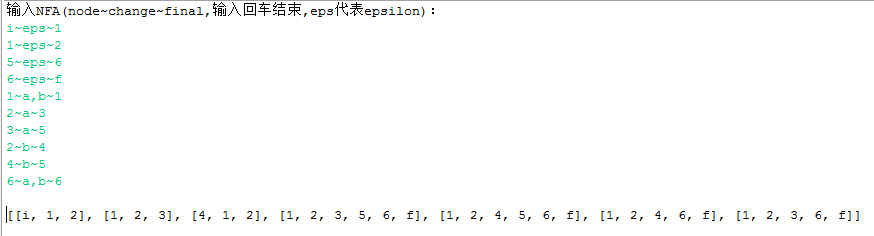 输入NFA(node~change~final,输入回车结束,eps代表epsilon)：
i~eps~1
1~eps~2
5~eps~6
6~eps~f
1~a,b~1
2~a~3
3~a~5
2~b~4
4~b~5
6~a,b~6
[[i, 1, 2], [1, 2, 3], [4, 1, 2], [1, 2, 3, 5, 6, f], [1, 2, 4, 5, 6, f], [1, 2, 4, 6, f], [1, 2, 3, 6, f]]